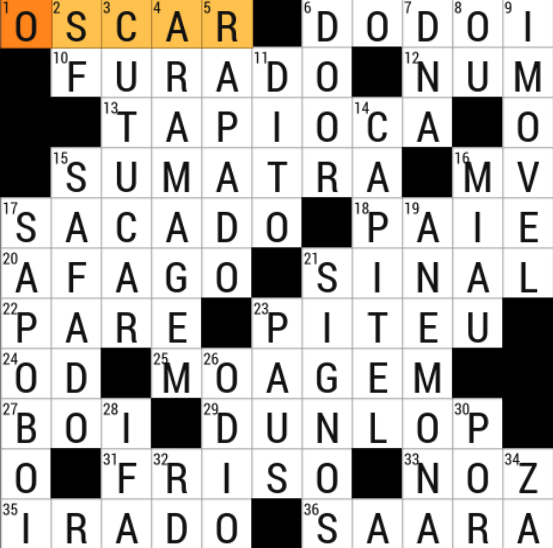 1 O 2 S 3 C 4 A 5 R 6 D O 7 D 8 O 9 I
10 F U R A 11 D O 12 N U M
13 T A P I O 14 C A O
15 S U M A T R A 16 M V
17 S A C A D O 18 P 19 A I E
20 A F A G O 21 S I N A L
22 P A R E 23 P I T E U
24 O D 25 M 26 O A G E M
27 B O 28 I 29 D U N L O 30 P
O 31 F 32 R I S O 33 N O 34 Z
35 I R A D O 36 S A A R A